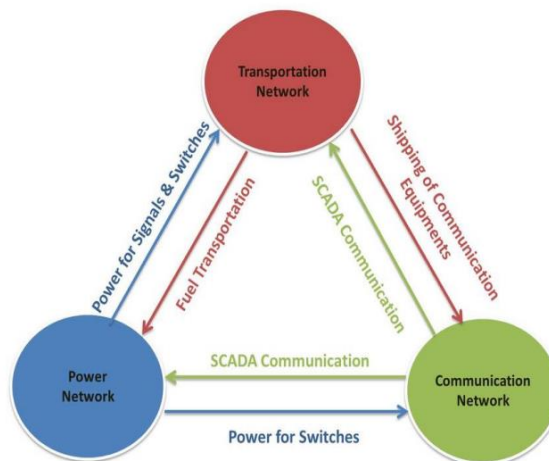 Transportation
Network
Power for Signals & Switches
Fuel Transportation
SCADA Communication
Shipping of Communication
Equipments
SCADA Communication
Power
Network
Communication
Network
Power for Switches